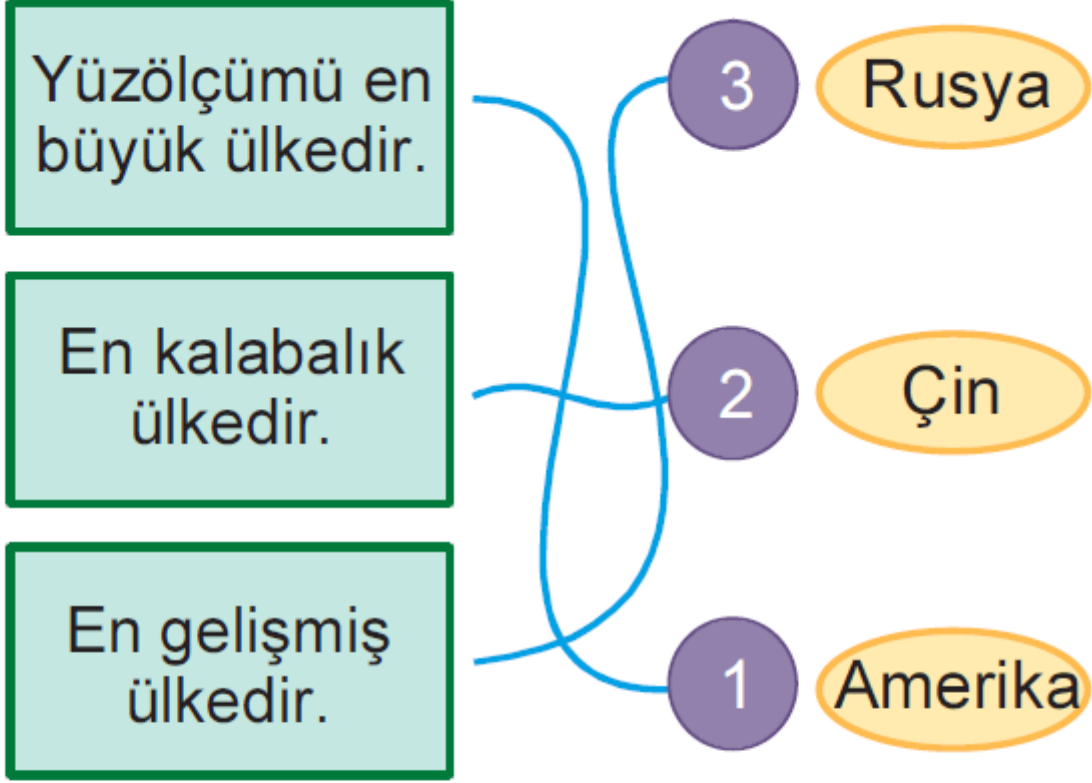 Yüzölçümü en
büyük ülkedir.
3
Rusya
En kalabalık
ülkedir.
2
Çin
En gelişmiş
ülkedir.
1
Amerika